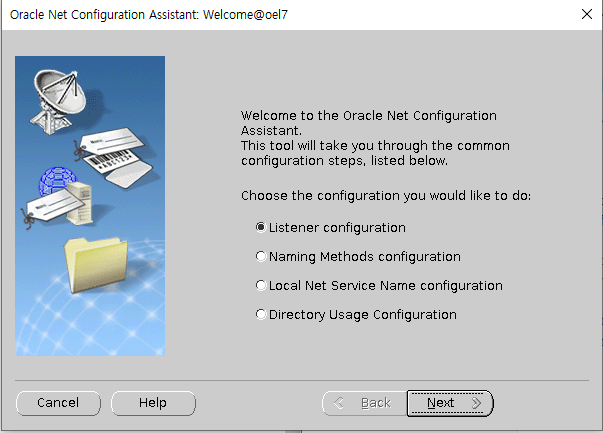 Oracle Net Configuration Assistant: Welcome@oel7
Welcome to the Oracle Net Configuration
Assistant.
This tool will take you through the common
configuration steps, listed below.
Choose the configuration you would like to do:
Listener configuration
Naming Methods configuration
Local Net Service Name configuration
Directory Usage Configuration
Cancel
Help
Back
Next